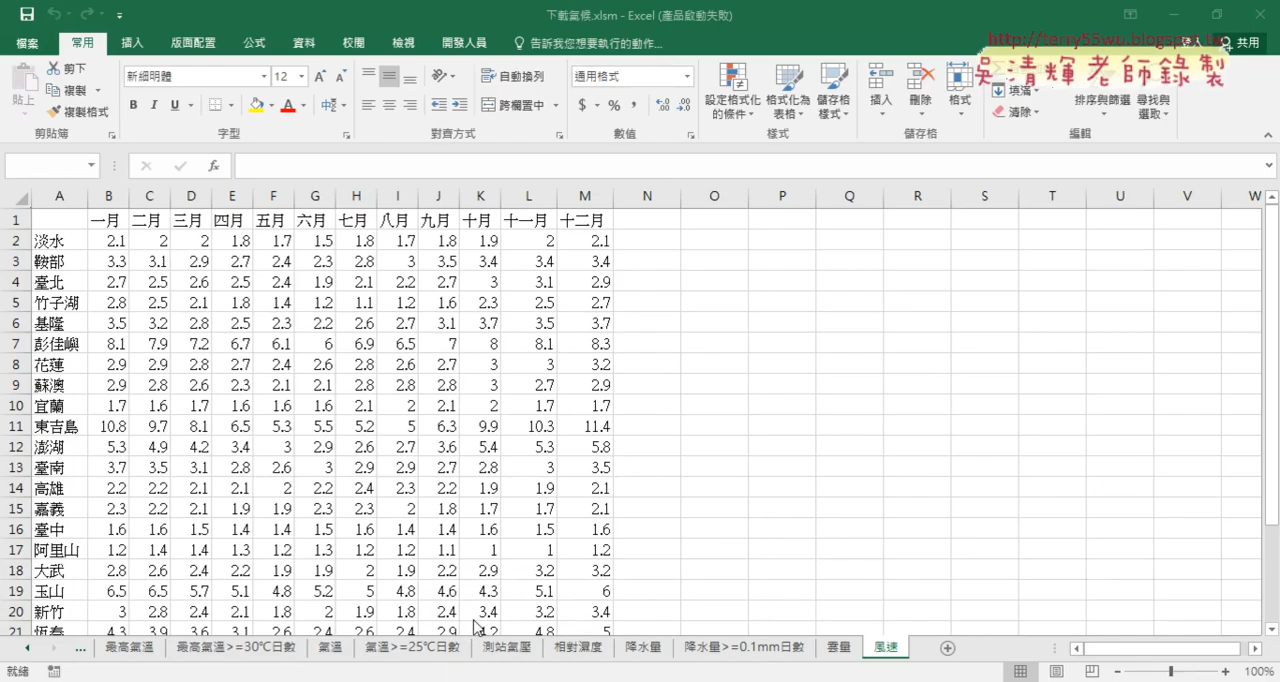 下載氣候.xlsm - Excel (產品啟動失敗)
檔案 常用 插入 版面配置 公式 資料 校閱 檢視 開發人員 告訴我您想要執行的動作... 登入 共用
http://terry55wu.blogspot.tw
吳清輝老師錄製
貼上 剪下 複製 複製格式
新細明體 12
B I U 中
自動換列
跨欄置中
通用格式
$ % ,
設定格式化的條件 格式化為表格 儲存格樣式
插入 刪除 格式
填滿
清除
排序與篩選 尋找與選取
剪貼簿 字型 對齊方式 數值 樣式 儲存格 編輯
fx
A B C D E F G H I J K L M N O P Q R S T U V W
1 一月 二月 三月 四月 五月 六月 七月 八月 九月 十月 十一月 十二月
2 淡水 2.1 2 2 1.8 1.7 1.5 1.8 1.7 1.8 1.9 2 2.1
3 鞍部 3.3 3.1 2.9 2.7 2.4 2.3 2.8 3 3.5 3.4 3.4 3.4
4 臺北 2.7 2.5 2.6 2.5 2.4 1.9 2.1 2.2 2.7 3 3.1 2.9
5 竹子湖 2.8 2.5 2.1 1.8 1.4 1.2 1.1 1.2 1.6 2.3 2.5 2.7
6 基隆 3.5 3.2 2.8 2.5 2.3 2.2 2.6 2.7 3.1 3.7 3.5 3.7
7 彭佳嶼 8.1 7.9 7.2 6.7 6.1 6 6.9 6.5 7 8 8.1 8.3
8 花蓮 2.9 2.9 2.8 2.7 2.4 2.6 2.8 2.6 2.7 3 3 3.2
9 蘇澳 2.9 2.8 2.6 2.3 2.1 2.1 2.8 2.8 2.8 3 2.7 2.9
10 宜蘭 1.7 1.6 1.7 1.6 1.6 1.6 2.1 2 2.1 2 1.7 1.7
11 東吉島 10.8 9.7 8.1 6.5 5.3 5.5 5.2 5 6.3 9.9 10.3 11.4
12 澎湖 5.3 4.9 4.2 3.4 3 2.9 2.6 2.7 3.6 5.4 5.3 5.8
13 臺南 3.7 3.5 3.1 2.8 2.6 3 2.9 2.9 2.7 2.8 3 3.5
14 高雄 2.2 2.2 2.1 2.1 2 2.2 2.4 2.3 2.2 1.9 1.9 2.1
15 嘉義 2.3 2.2 2.1 1.9 1.9 2.3 2.3 2 1.8 1.7 1.7 2.1
16 臺中 1.6 1.6 1.5 1.4 1.4 1.5 1.6 1.4 1.4 1.6 1.5 1.6
17 阿里山 1.2 1.4 1.4 1.3 1.2 1.3 1.2 1.2 1.1 1 1 1.2
18 大武 2.8 2.6 2.4 2.2 1.9 1.9 2 1.9 2.2 2.9 3.2 3.2
19 玉山 6.5 6.5 5.7 5.1 4.8 5.2 5 4.8 4.6 4.3 5.1 6
20 新竹 3 2.8 2.4 2.1 1.8 2 1.9 1.8 2.4 3.4 3.2 3.4
21 恆春 4.3 3.9 3.6 3.1 2.6 2.4 2.6 2.4 2.9 4.2 4.8 5
... 最高氣溫 最高氣溫>=30℃日數 氣溫 氣溫>=25℃日數 測站氣壓 相對濕度 降水量 降水量>=0.1mm日數 雲量 風速
就緒 100%